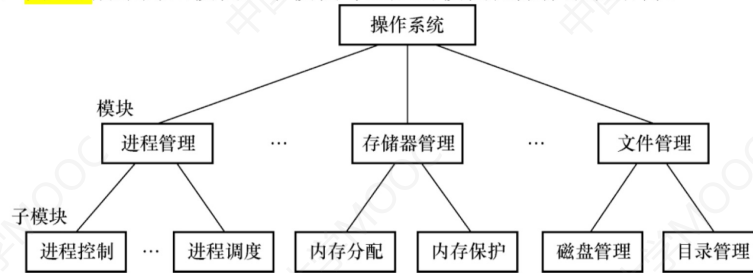 操作系统
模块
进程管理 … 存储器管理 … 文件管理
子模块
进程控制 … 进程调度 内存分配 内存保护 磁盘管理 目录管理